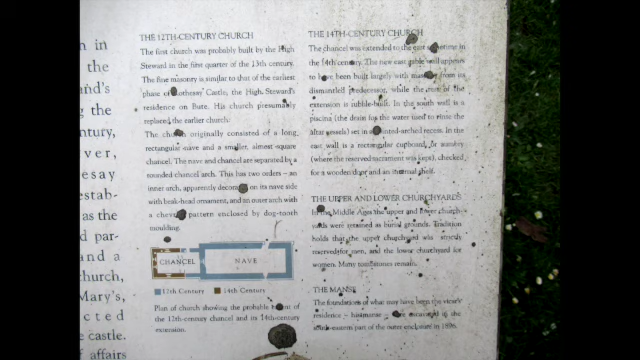 h in
the
and's
g the
ntury,
ver,
esay
estab-
as the
d par-
and a
church,
Mary's,
cted
e castle.
f affairs
THE 12TH-CENTURY CHURCH
The first church was probably built by the High
Steward in the first quarter of the 13th century.
The fine masonry is similar to that of the earliest
phase of Rothesay Castle, the High Steward's
residence on Bute. His church presumably
replaced the earlier church.
The church originally consisted of a long,
rectangular nave and a smaller, almost-square
chancel. The nave and chancel are separated by a
rounded chancel arch. This has two orders – an
inner arch, apparently decorated on its nave side
with beak-head ornament, and an outer arch with
a chevron pattern enclosed by dog-tooth
moulding.
CHANCEL NAVE
12th Century 14th Century
Plan of church showing the probable extent of
the 12th-century chancel and its 14th-century
extension.
THE 14TH-CENTURY CHURCH
The chancel was extended to the east sometime in
the 14th century. The new east gable wall appears
to have been built largely with masonry from its
dismantled predecessor, while the rest of the
extension is rubble-built. In the south wall is a
piscina (the drain for the water used to rinse the
altar vessels) set in a pointed-arched recess. In the
east wall is a rectangular cupboard, or aumbry
(where the reserved sacrament was kept), checked
for a wooden door and an internal shelf.
THE UPPER AND LOWER CHURCHYARDS
In the Middle Ages the upper and lower church-
yards were retained as burial grounds. Tradition
holds that the upper churchyard was strictly
reserved for men, and the lower churchyard for
women. Many tombstones remain.
THE MANSE
The foundations of what may have been the vicar's
residence – his manse – were excavated in the
south-eastern part of the outer enclosure in 1896.